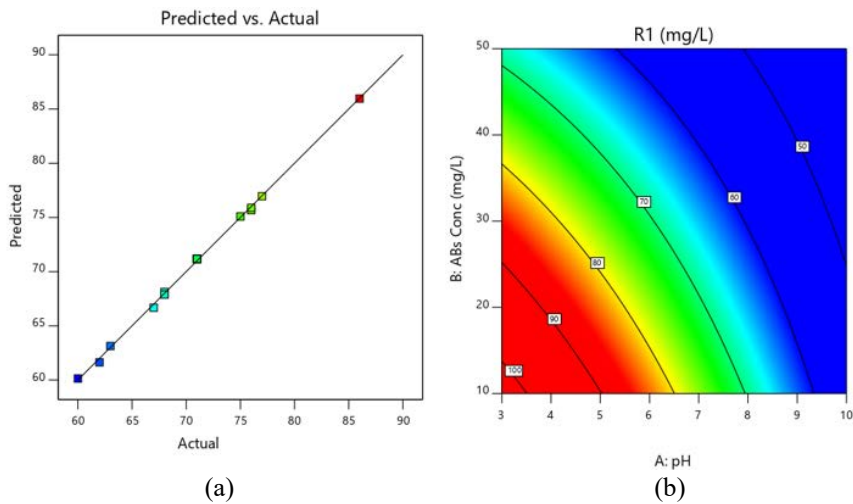 Predicted vs. Actual
90
85
80
75
70
65
60
Predicted
60 65 70 75 80 85 90
Actual
(a)
R1 (mg/L)
50
40
30
20
10
B: ABs Conc (mg/L)
50
60
70
80
90
100
3 4 5 6 7 8 9 10
A: pH
(b)